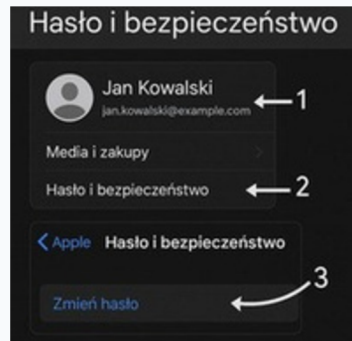 Hasło i bezpieczeństwo
Jan Kowalski
jan.kowalski@example.com
1
Media i zakupy
Hasło i bezpieczeństwo
2
Apple Hasło i bezpieczeństwo
3
Zmień hasło